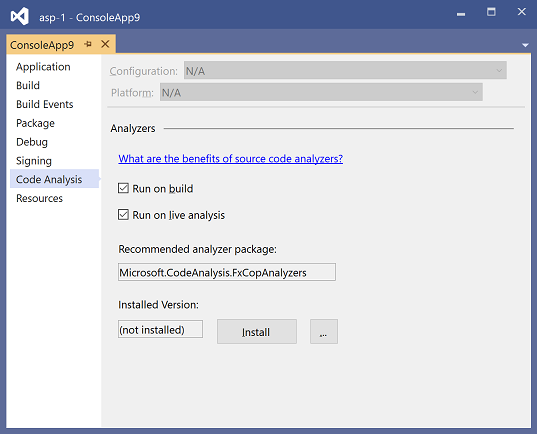 asp-1 - ConsoleApp9
ConsoleApp9
Application
Build
Build Events
Package
Debug
Signing
Code Analysis
Resources
Configuration: N/A
Platform: N/A
Analyzers
What are the benefits of source code analyzers?
Run on build
Run on live analysis
Recommended analyzer package:
Microsoft.CodeAnalysis.FxCopAnalyzers
Installed Version:
(not installed) Install ...